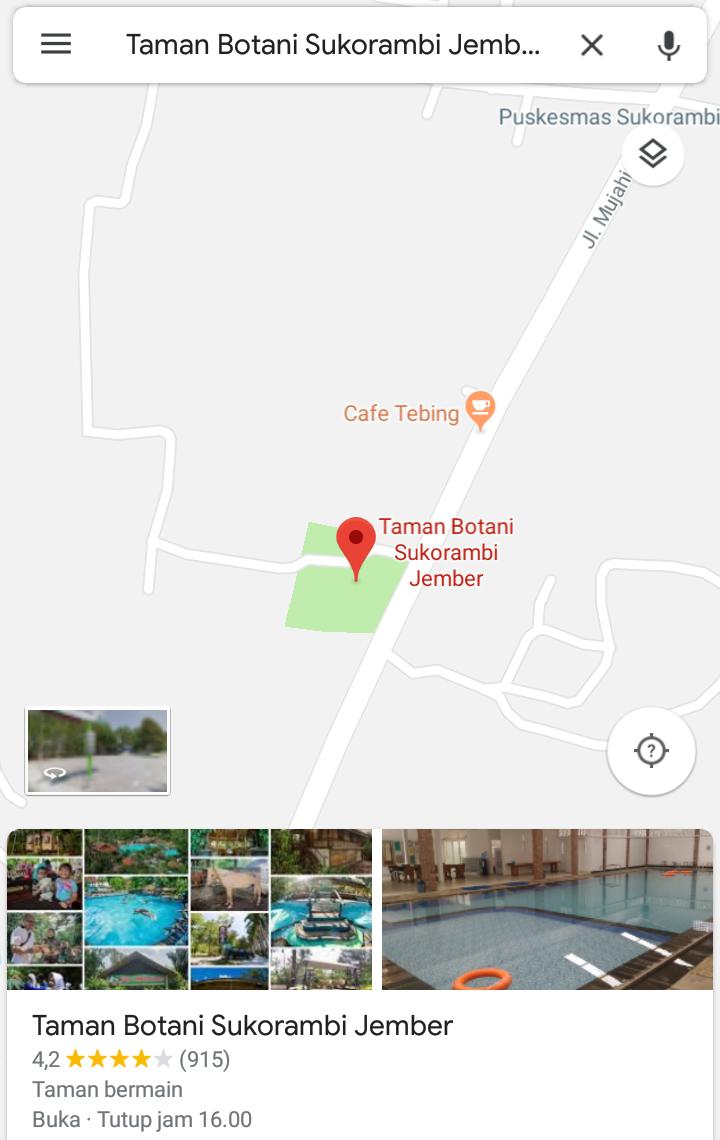 Taman Botani Sukorambi Jemb...
Puskesmas Sukorambi
Jl. Mujahi
Cafe Tebing
Taman Botani
Sukorambi
Jember
?
Taman Botani Sukorambi Jember
4,2 (915)
Taman bermain
Buka · Tutup jam 16.00